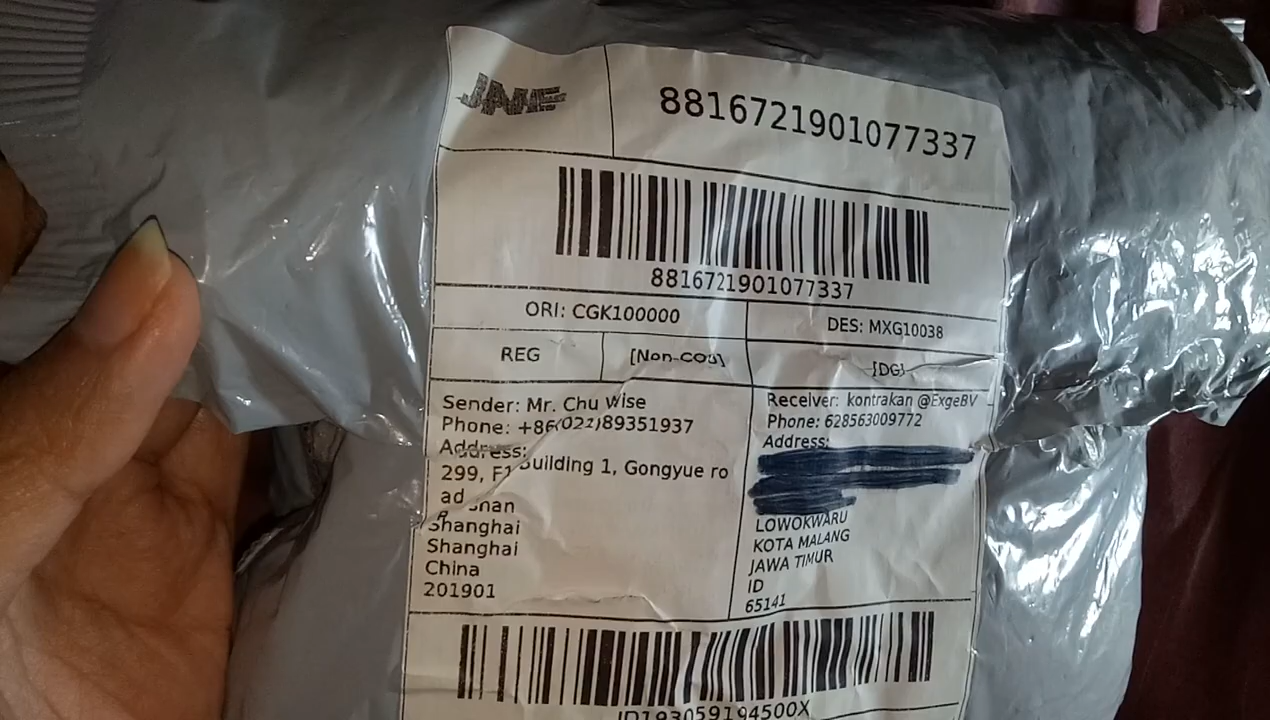 8816721901077337
8816721901077337
ORI: CGK100000
DES: MXG10038
REG
[Non-COD]
[DG]
Sender: Mr. Chu Wise
Phone: +86(021)89351937
Address:
299, F1 Building 1, Gongyue ro
ad
Shanghai
Shanghai
China
201901
Receiver: kontrakan @ExgeBV
Phone: 628563009772
Address:
LOWOKWARU
KOTA MALANG
JAWA TIMUR
ID
65141
ID193059194500X